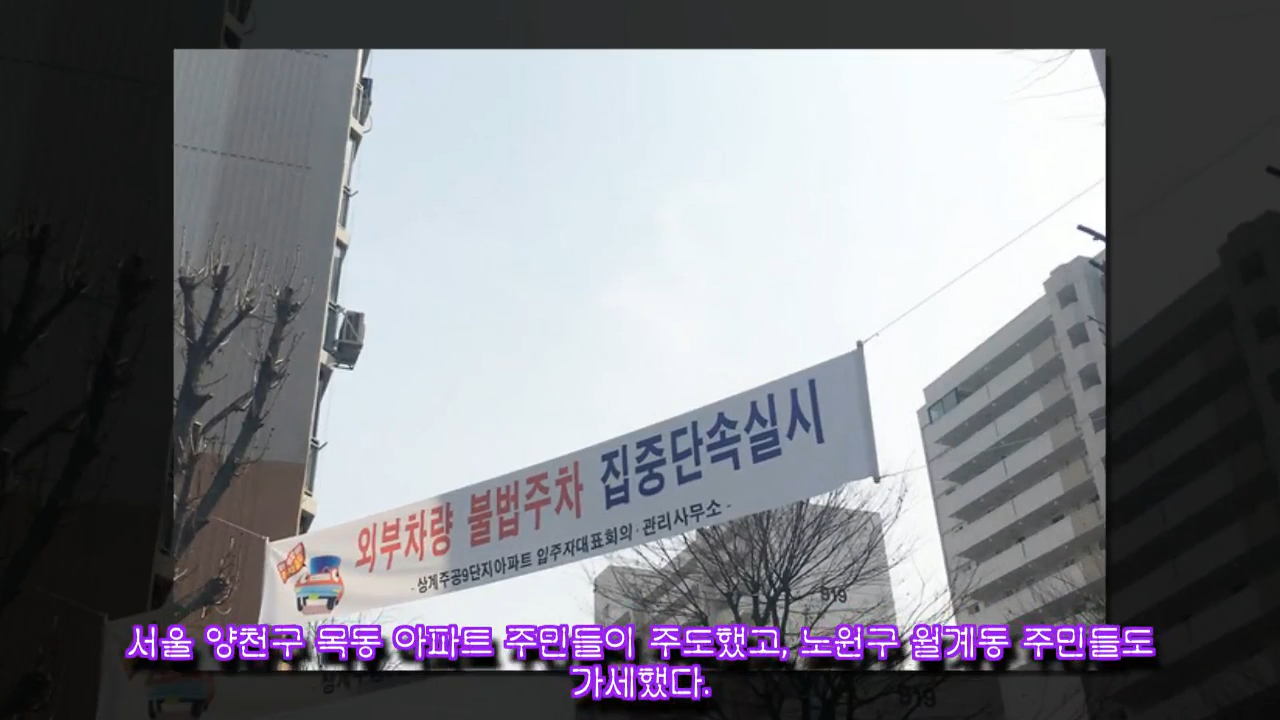 외부차량 불법주차 집중단속실시
- 상계주공9단지아파트 입주자대표회의·관리사무소 -
919
서울 양천구 목동 아파트 주민들이 주도했고, 노원구 월계동 주민들도
가세했다.